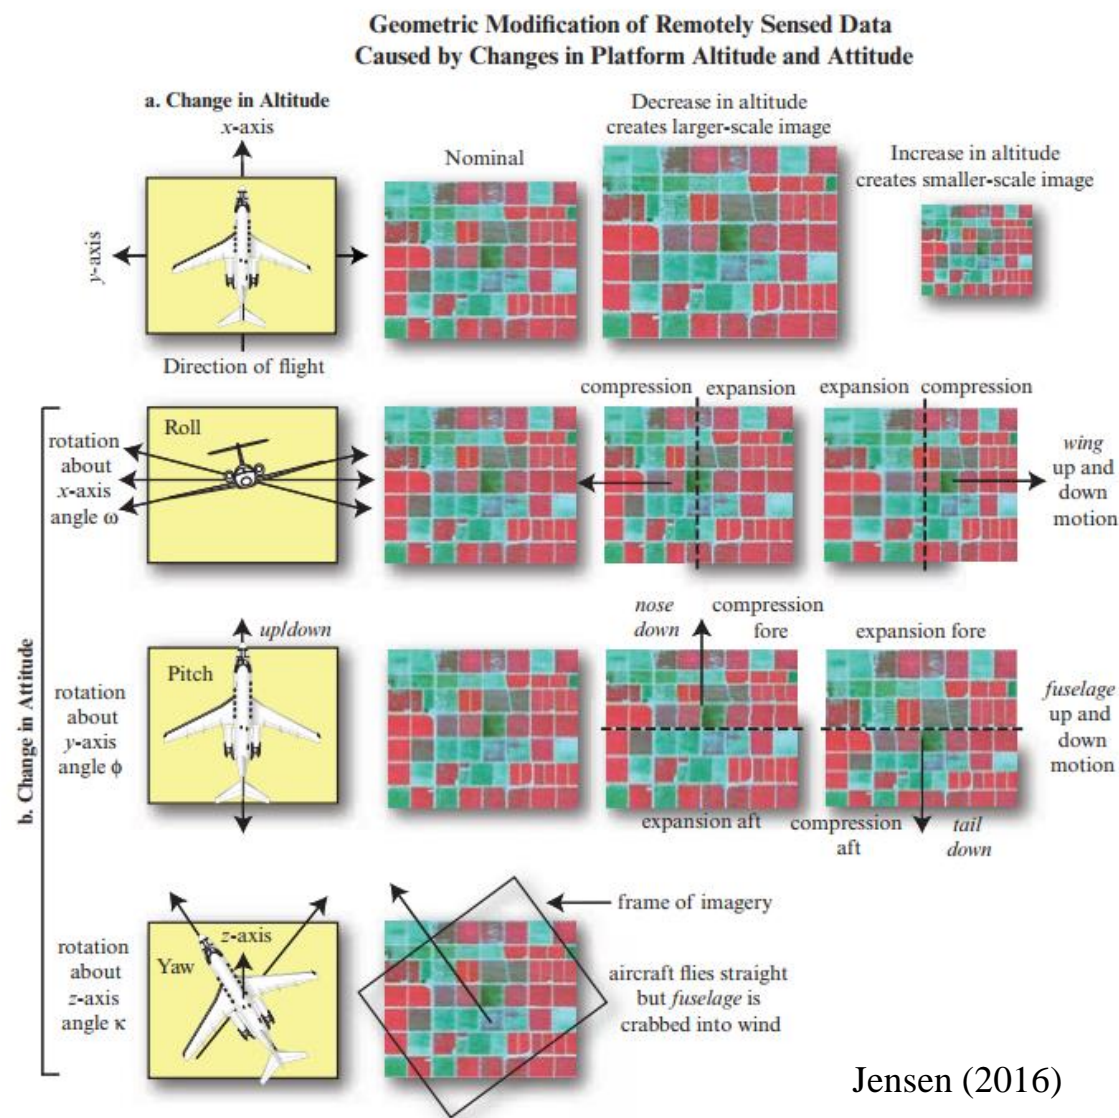 Geometric Modification of Remotely Sensed Data
Caused by Changes in Platform Altitude and Attitude
a. Change in Altitude
x-axis
y-axis
Direction of flight
Nominal
Decrease in altitude
creates larger-scale image
Increase in altitude
creates smaller-scale image
b. Change in Attitude
rotation
about
x-axis
angle ω
Roll
compression
expansion
expansion
compression
wing
up and
down
motion
rotation
about
y-axis
angle ϕ
Pitch
up/down
nose
down
compression
fore
expansion aft
expansion fore
compression
aft
tail
down
fuselage
up and
down
motion
rotation
about
z-axis
angle κ
Yaw
z-axis
frame of imagery
aircraft flies straight
but fuselage is
crabbed into wind
Jensen (2016)